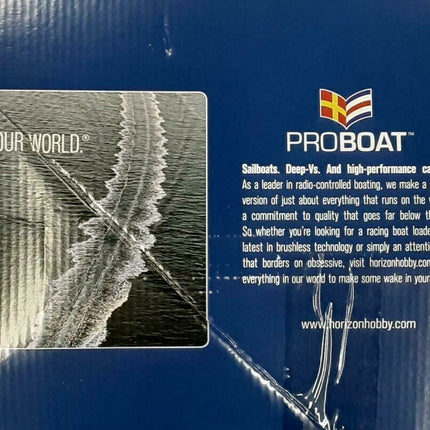 OUR WORLD.®
PROBOAT™
Sailboats. Deep-Vs. And high-performance ca
As a leader in radio-controlled boating, we make a
version of just about everything that runs on the
a commitment to quality that goes far below th
So whether you're looking for a racing boat loade
latest in brushless technology or simply an attenti
that borders on obsessive, visit horizonhobby.com
everything in our world to make some wake in your
www.horizonhobby.com